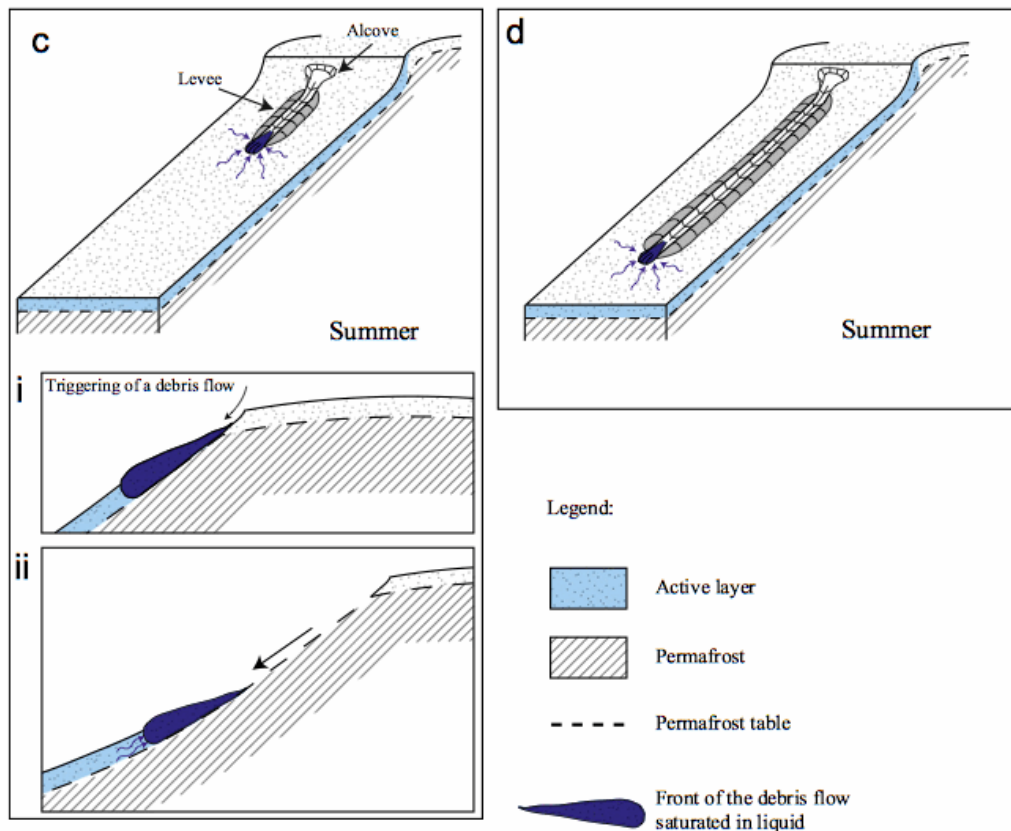 c
Alcove
Levee
Summer
d
Summer
i
Triggering of a debris flow
ii
Legend:
Active layer
Permafrost
Permafrost table
Front of the debris flow
saturated in liquid